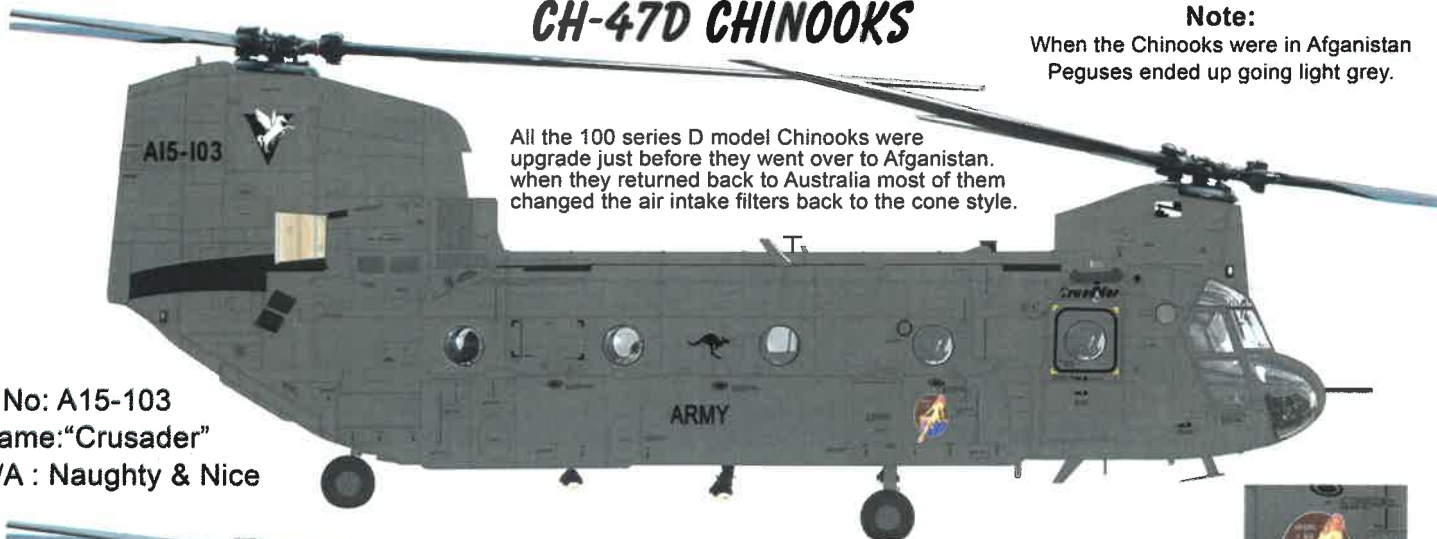 CH-47D CHINOOKS
Note:
When the Chinooks were in Afganistan
Peguses ended up going light grey.
All the 100 series D model Chinooks were
upgrade just before they went over to Afganistan.
when they returned back to Australia most of them
changed the air intake filters back to the cone style.
A15-103
Crusader
ARMY
No: A15-103
ame:"Crusader"
/A : Naughty & Nice